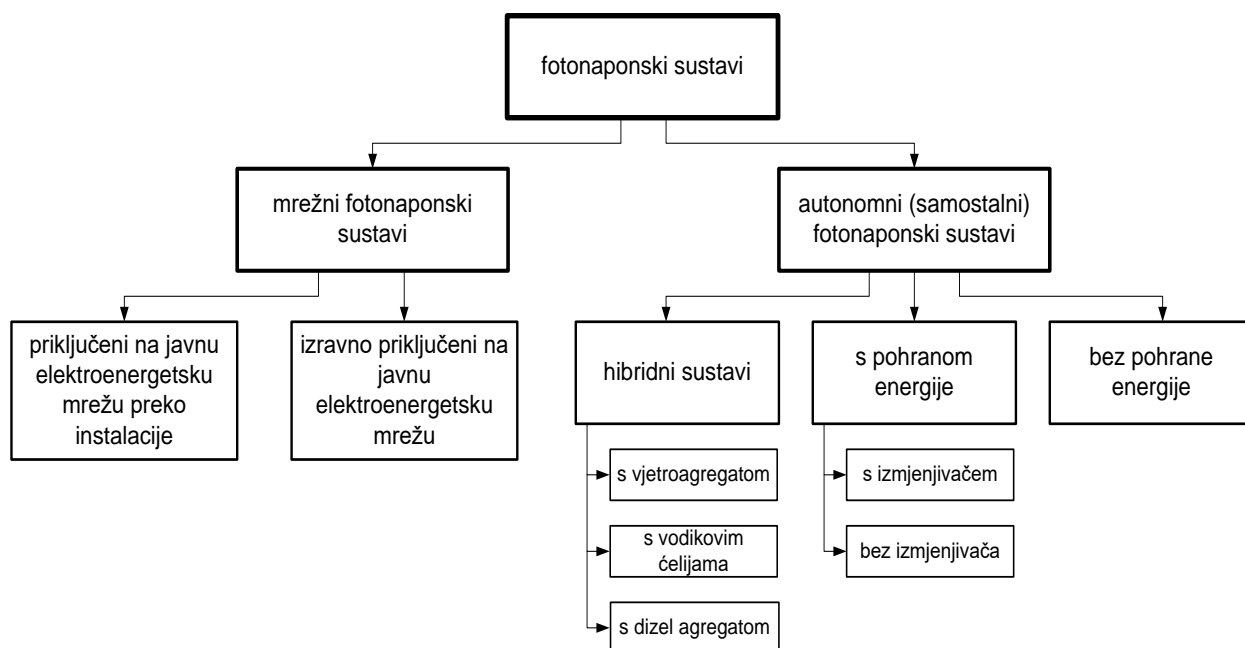 fotonaponski sustavi
mrežni fotonaponski
sustavi
autonomni (samostalni)
fotonaponski sustavi
priključeni na javnu
elektroenergetsku
mrežu preko
instalacije
izravno priključeni na
javnu
elektroenergetsku
mrežu
hibridni sustavi
s pohranom
energije
bez pohrane
energije
s vjetroagregatom
s vodikovim
ćelijama
s dizel agregatom
s izmjenjivačem
bez izmjenjivača